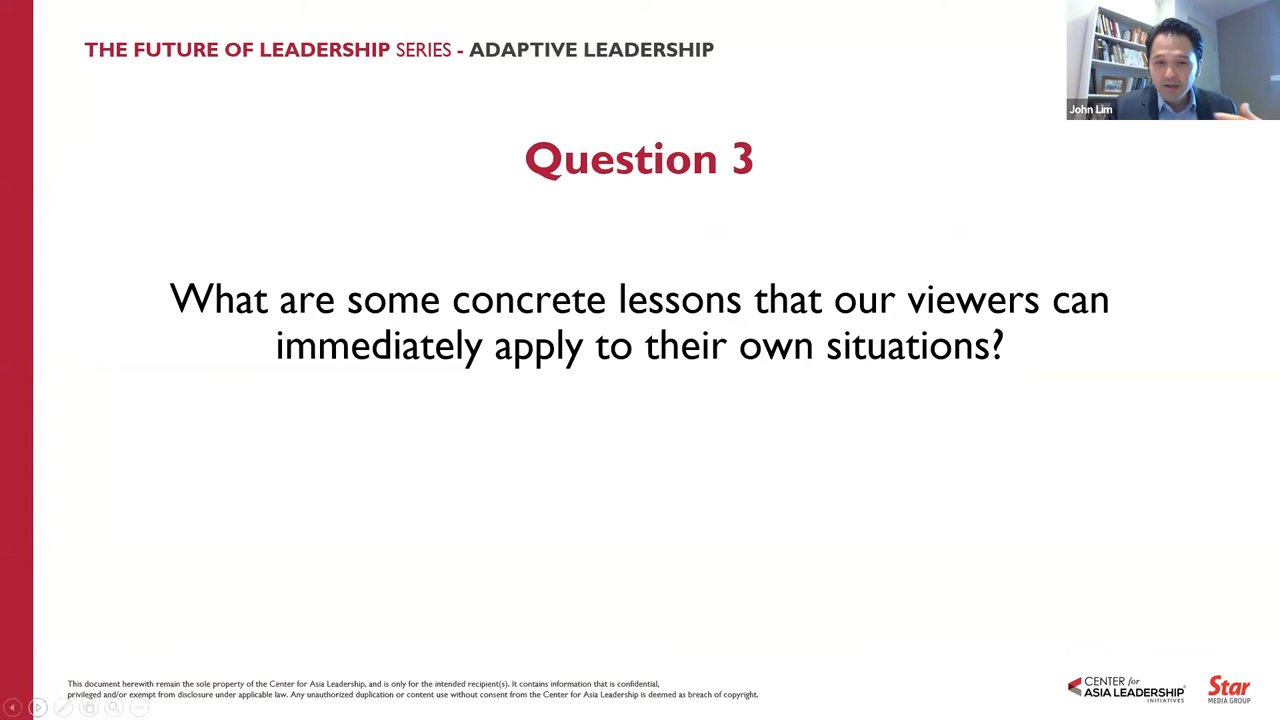 THE FUTURE OF LEADERSHIP SERIES - ADAPTIVE LEADERSHIP
John Lim
Question 3
What are some concrete lessons that our viewers can
immediately apply to their own situations?
This document herewith remain the sole property of the Center for Asia Leadership, and is only for the intended recipient(s). It contains information that is confidential,
privileged and/or exempt from disclosure under applicable law. Any unauthorized duplication or content use without consent from the Center for Asia Leadership is deemed as breach of copyright.
CENTER for
ASIA LEADERSHIP®
INITIATIVES
Star
MEDIA GROUP